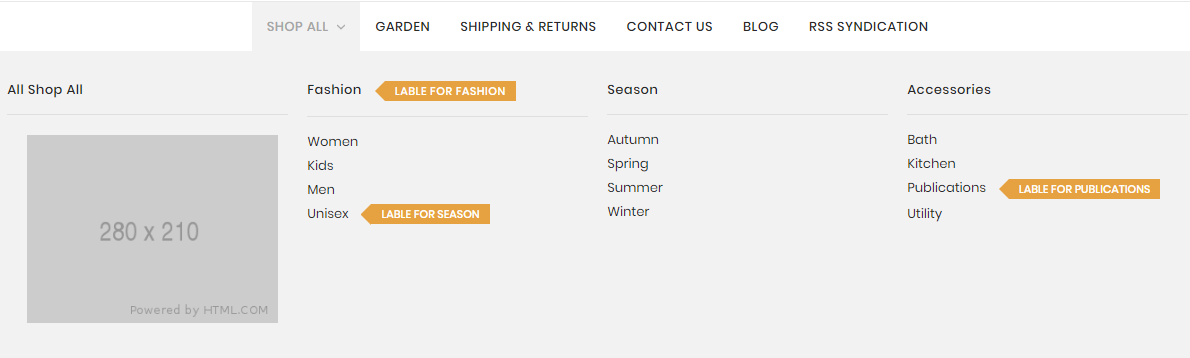 SHOP ALL
GARDEN
SHIPPING & RETURNS
CONTACT US
BLOG
RSS SYNDICATION
All Shop All
280 x 210
Powered by HTML.COM
Fashion
LABLE FOR FASHION
Women
Kids
Men
Unisex
LABLE FOR SEASON
Season
Autumn
Spring
Summer
Winter
Accessories
Bath
Kitchen
Publications
LABLE FOR PUBLICATIONS
Utility